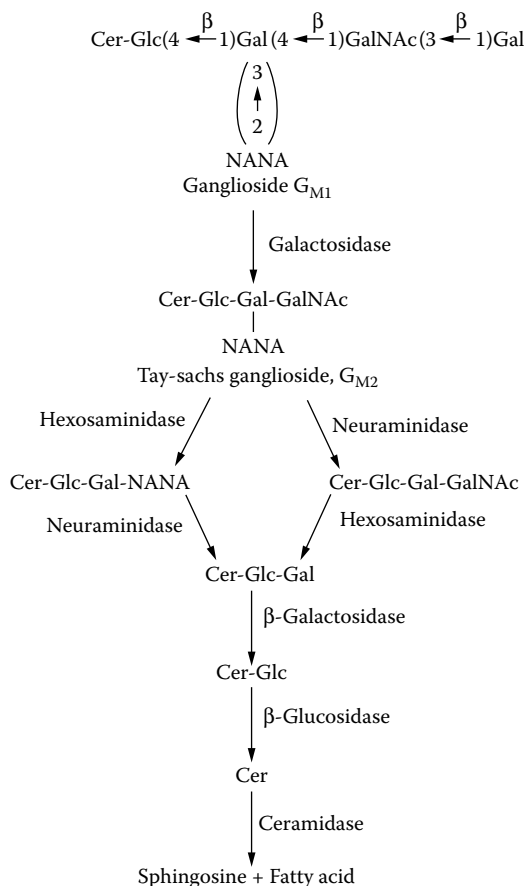 β β β
Cer-Glc(4 ← 1)Gal(4 ← 1)GalNAc(3 ← 1)Gal
3
2
NANA
Ganglioside G_M1
Galactosidase
Cer-Glc-Gal-GalNAc
NANA
Tay-sachs ganglioside, G_M2
Hexosaminidase
Neuraminidase
Cer-Glc-Gal-NANA
Cer-Glc-Gal-GalNAc
Neuraminidase
Hexosaminidase
Cer-Glc-Gal
β-Galactosidase
Cer-Glc
β-Glucosidase
Cer
Ceramidase
Sphingosine + Fatty acid